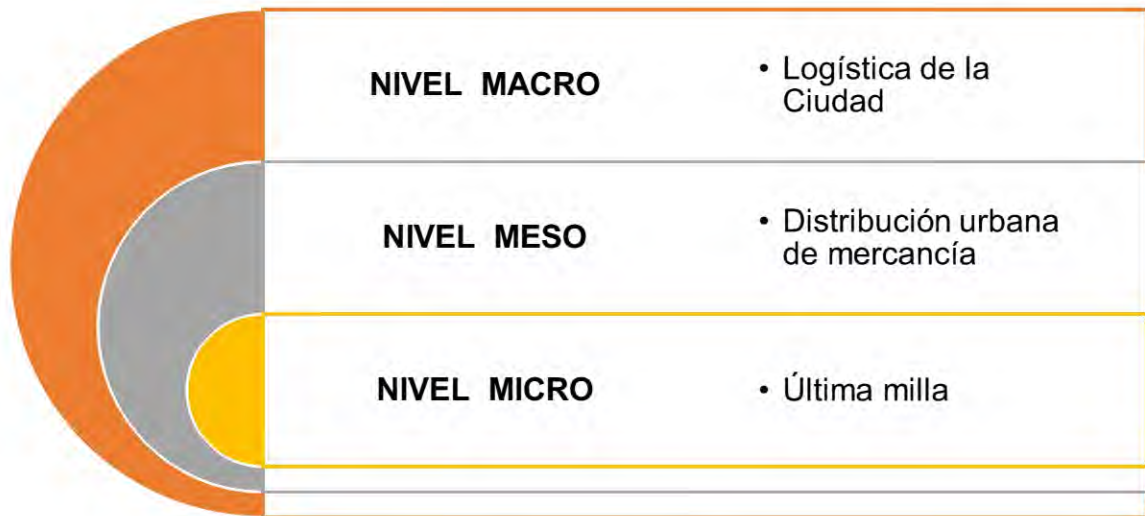 NIVEL MACRO
• Logística de la
Ciudad
NIVEL MESO
• Distribución urbana
de mercancía
NIVEL MICRO
• Última milla